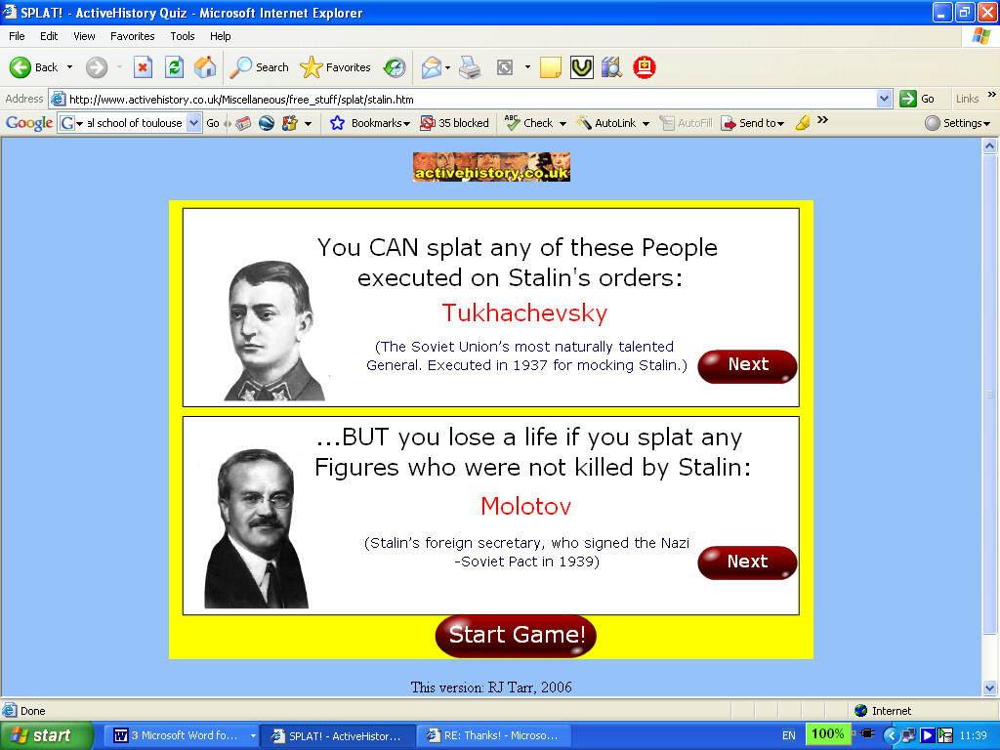 SPLAT! - ActiveHistory Quiz - Microsoft Internet Explorer
File Edit View Favorites Tools Help
Back Search Favorites
Address http://www.activehistory.co.uk/Miscellaneous/free_stuff/splat/stalin.htm Go Links »
Google G al school of toulouse Go Bookmarks 35 blocked ABC Check AutoLink AutoFill Send to » Settings
activehistory.co.uk
You CAN splat any of these People
executed on Stalin's orders:
Tukhachevsky
(The Soviet Union’s most naturally talented
General. Executed in 1937 for mocking Stalin.)
Next
...BUT you lose a life if you splat any
Figures who were not killed by Stalin:
Molotov
(Stalin’s foreign secretary, who signed the Nazi
-Soviet Pact in 1939)
Next
Start Game!
This version: RJ Tarr, 2006
Done Internet
start 3 Microsoft Word fo... SPLAT! - ActiveHistor... RE: Thanks! - Microso... EN 100% 11:39